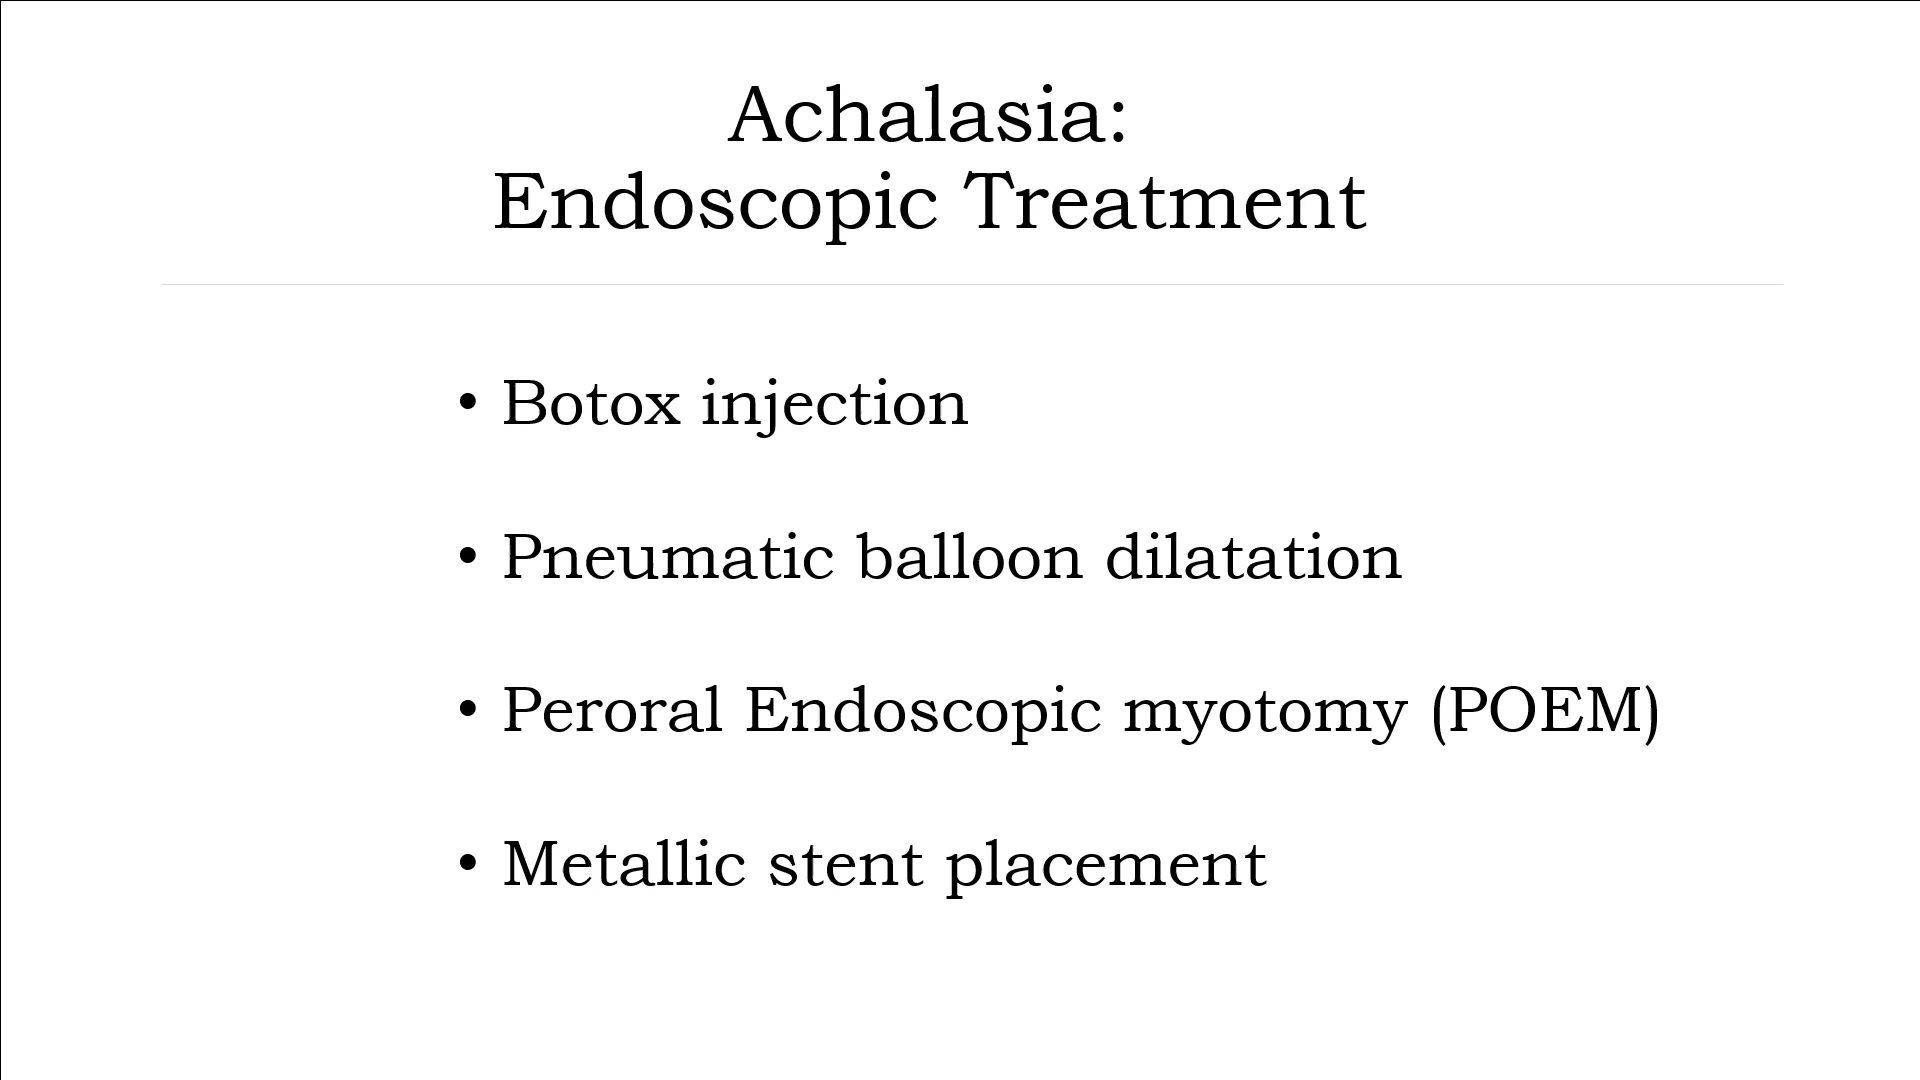 Achalasia:
Endoscopic Treatment
• Botox injection
• Pneumatic balloon dilatation
• Peroral Endoscopic myotomy (POEM)
• Metallic stent placement